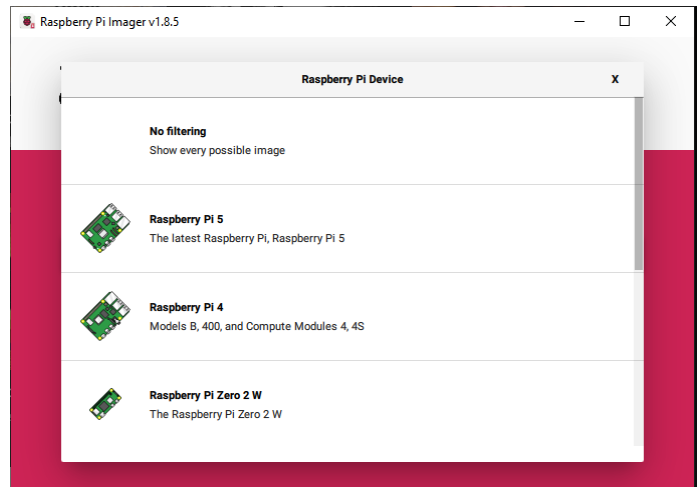 Raspberry Pi Imager v1.8.5
Raspberry Pi Device
X
No filtering
Show every possible image
Raspberry Pi 5
The latest Raspberry Pi, Raspberry Pi 5
Raspberry Pi 4
Models B, 400, and Compute Modules 4, 4S
Raspberry Pi Zero 2 W
The Raspberry Pi Zero 2 W